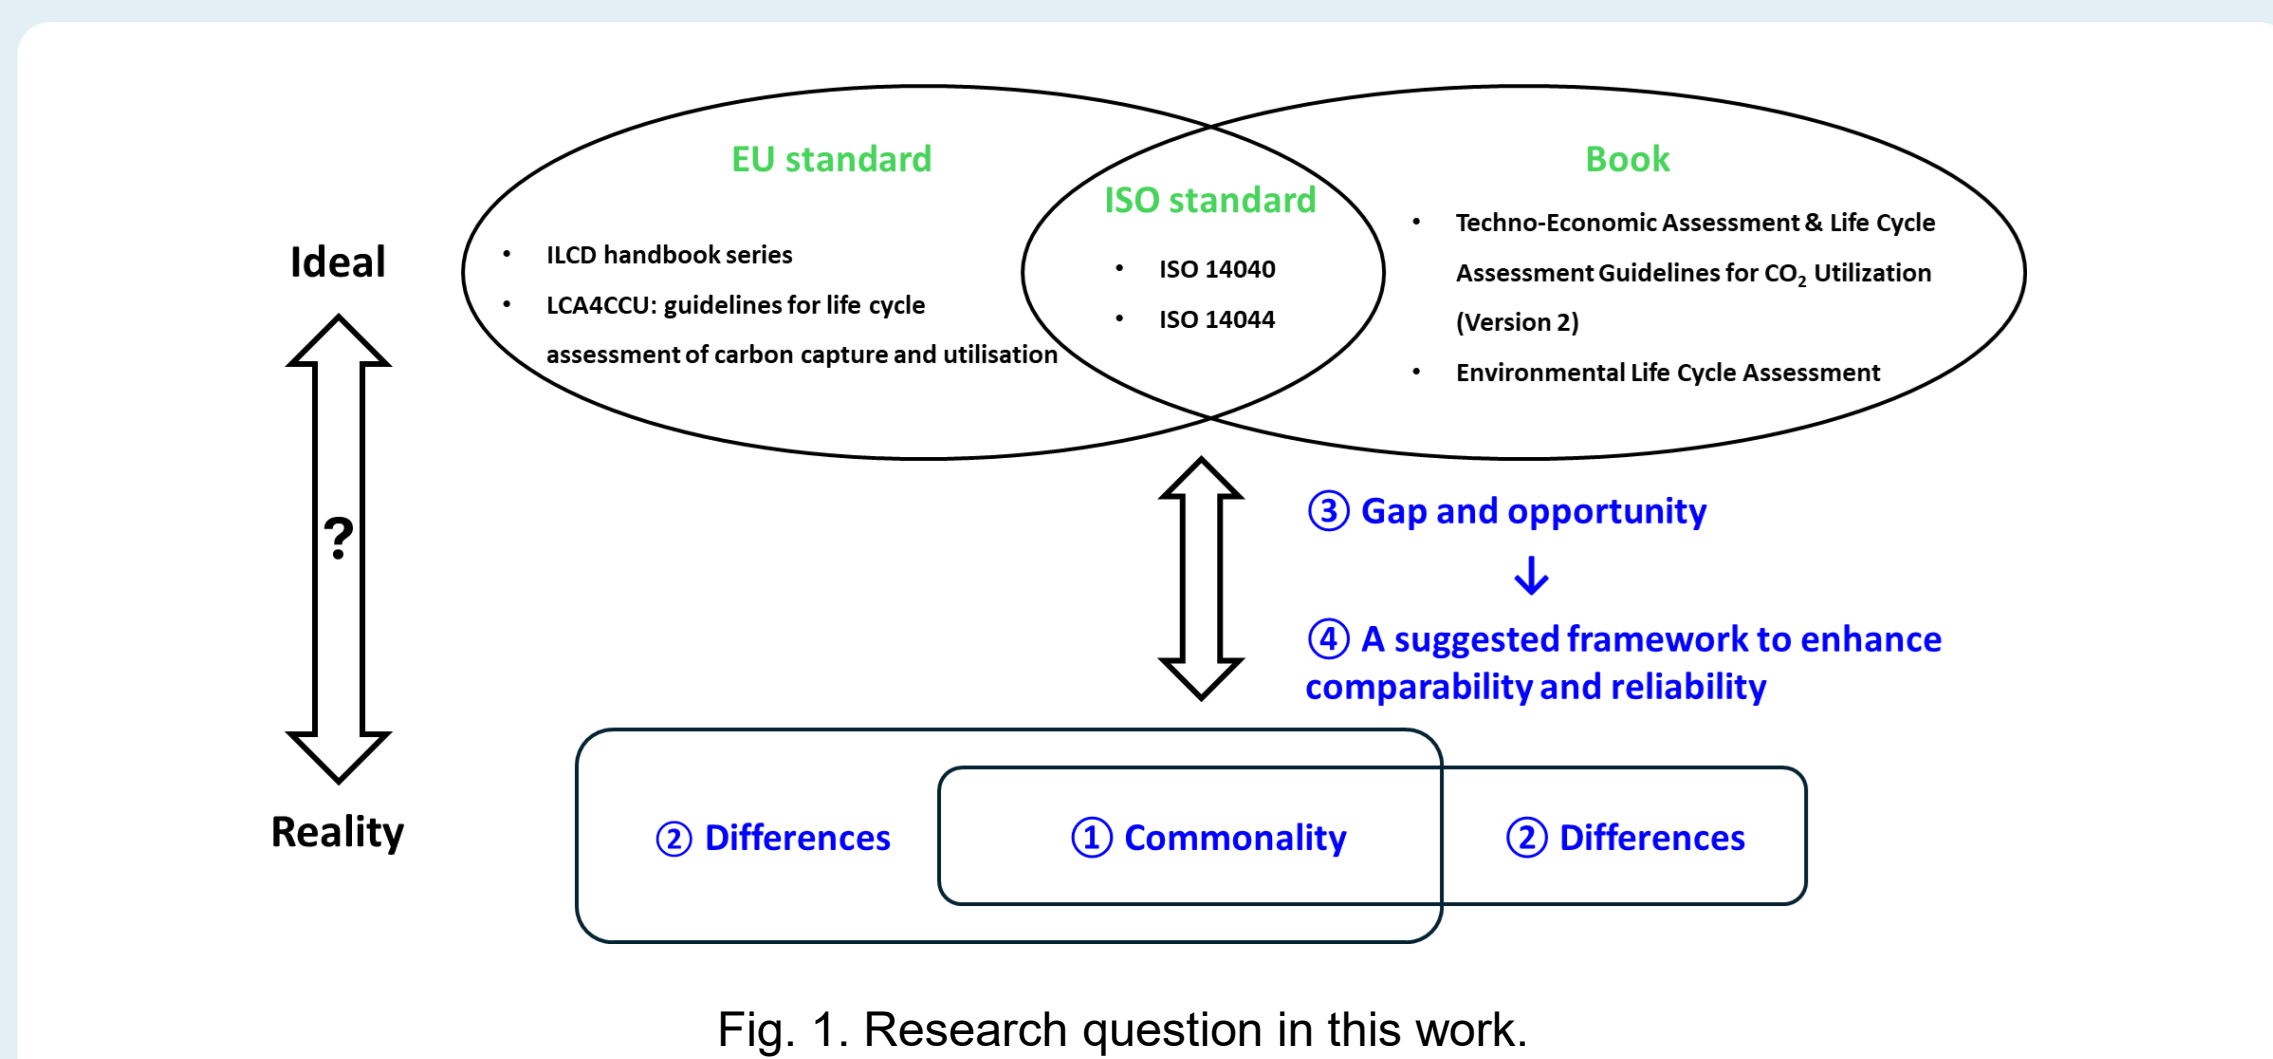 EU standard
• ILCD handbook series
• LCA4CCU: guidelines for life cycle
assessment of carbon capture and utilisation
ISO standard
• ISO 14040
• ISO 14044
Book
• Techno-Economic Assessment & Life Cycle
Assessment Guidelines for CO₂ Utilization
(Version 2)
• Environmental Life Cycle Assessment
Ideal
?
Reality
③ Gap and opportunity
↓
④ A suggested framework to enhance
comparability and reliability
② Differences
① Commonality
② Differences
Fig. 1. Research question in this work.